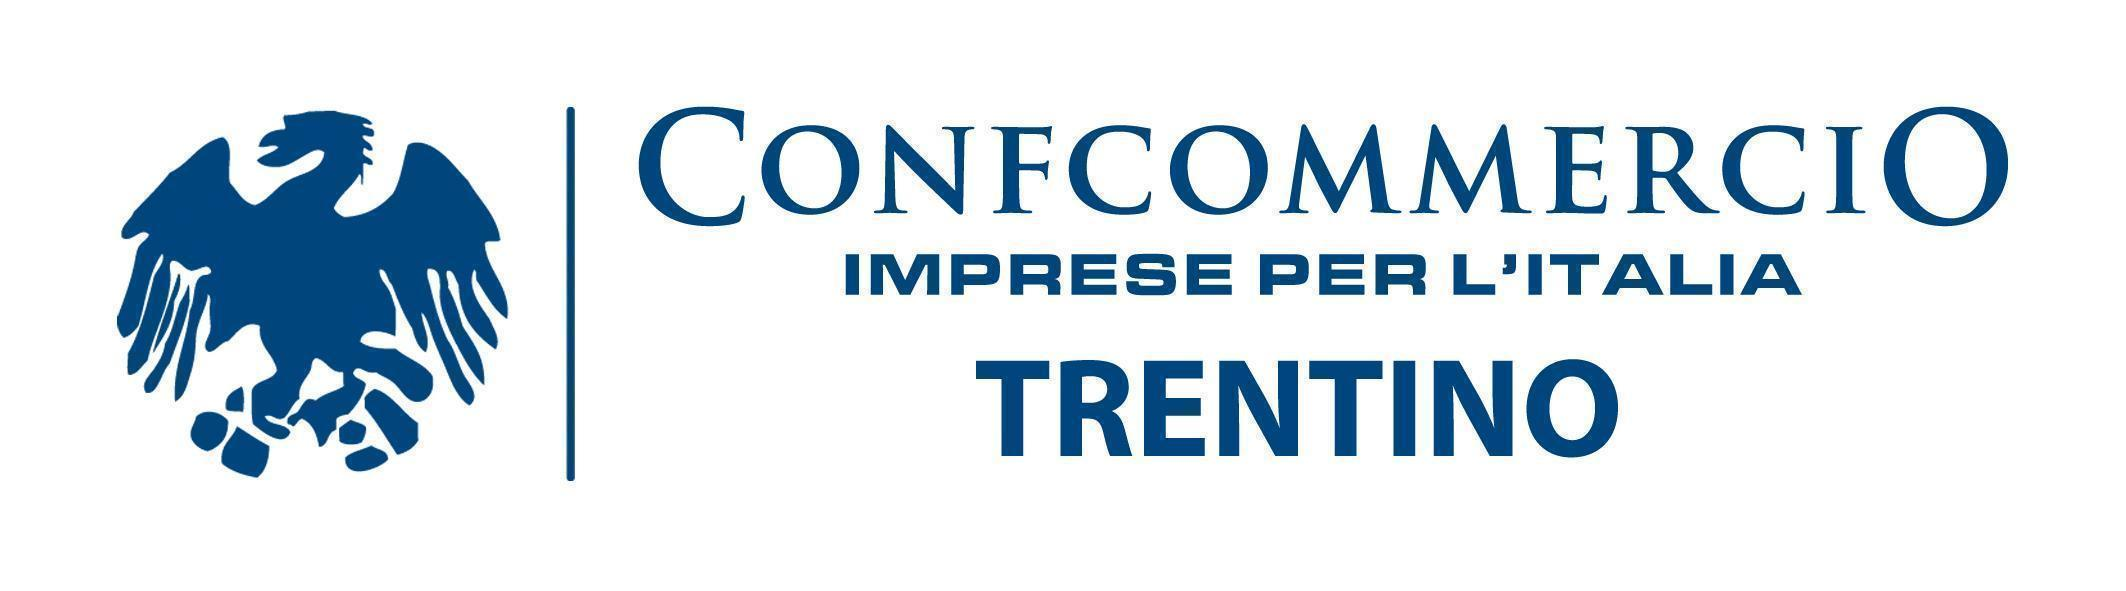 CONFCOMMERCIO
IMPRESE PER L'ITALIA
TRENTINO